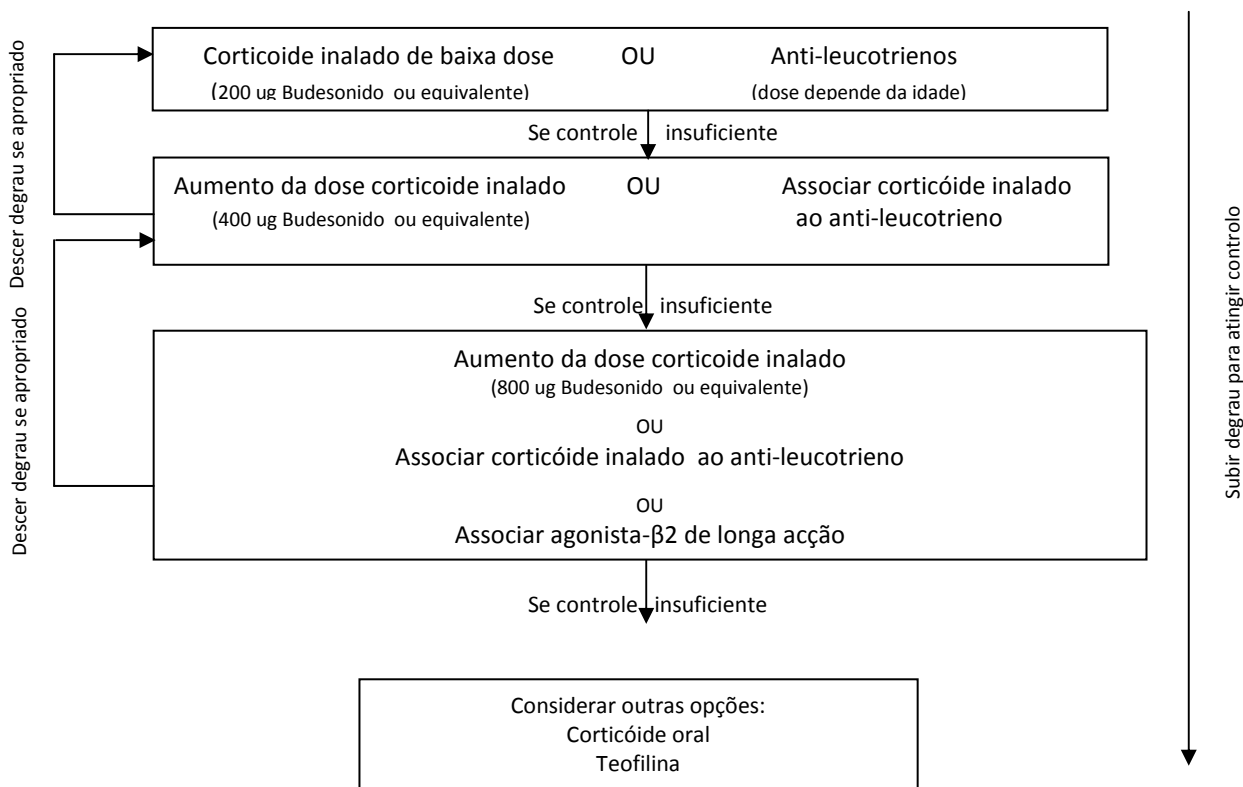 Corticoide inalado de baixa dose OU Anti-leucotrienos
(200 ug Budesonido ou equivalente) (dose depende da idade)
Se controle insuficiente
Aumento da dose corticoide inalado OU Associar corticóide inalado
(400 ug Budesonido ou equivalente) ao anti-leucotrieno
Se controle insuficiente
Aumento da dose corticoide inalado
(800 ug Budesonido ou equivalente)
OU
Associar corticóide inalado ao anti-leucotrieno
OU
Associar agonista-β2 de longa acção
Se controle insuficiente
Considerar outras opções:
Corticóide oral
Teofilina
Descer degrau se apropriado
Descer degrau se apropriado
Subir degrau para atingir controlo